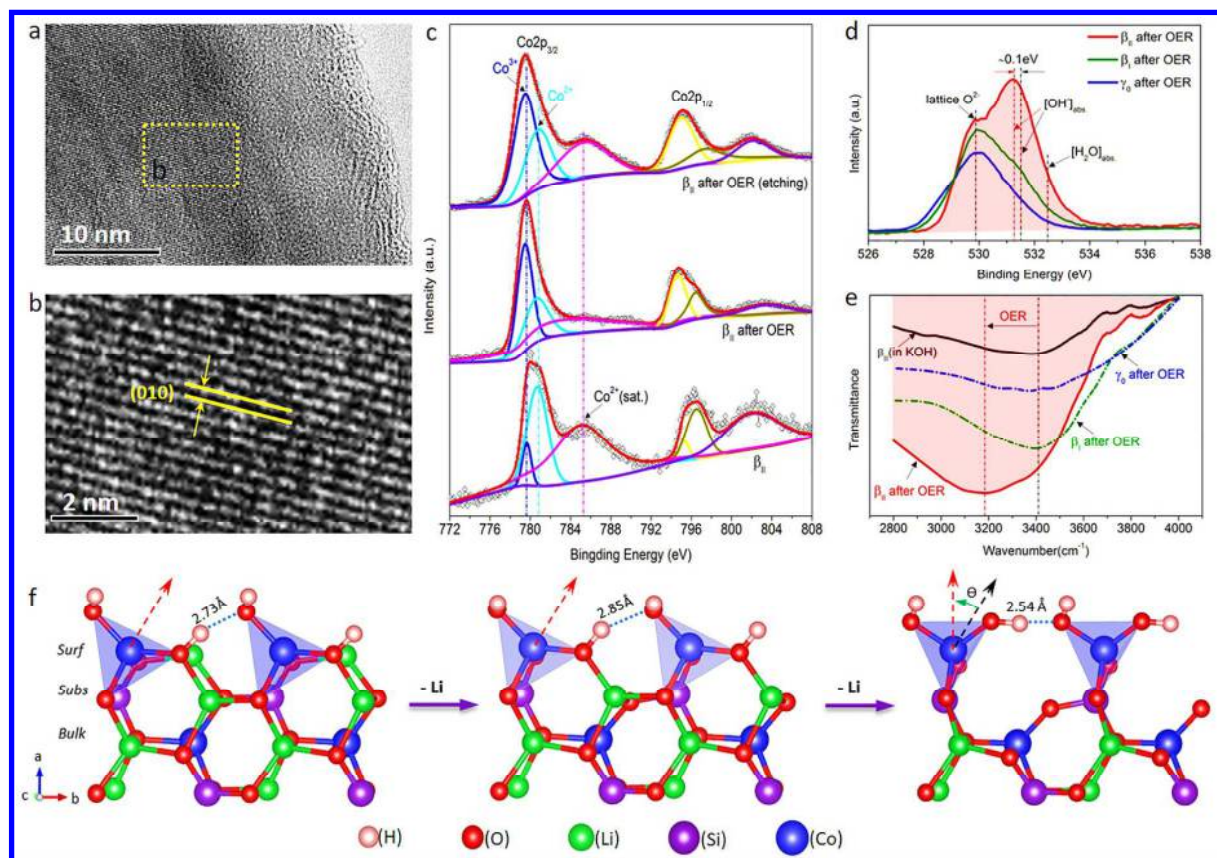 a
b
10 nm
b
(010)
2 nm
c
Co2p3/2
Co3+
Co2+
Co2p1/2
βII after OER (etching)
βII after OER
Co2+(sat.)
βII
Intensity (a.u.)
772 776 780 784 788 792 796 800 804 808
Bingding Energy (eV)
d
βII after OER
βI after OER
γ0 after OER
~0.1eV
lattice O2-
[OH-]abs.
[H2O]abs.
Intensity (a.u.)
526 528 530 532 534 536 538
Binding Energy (eV)
e
OER
βII(in KOH)
γ0 after OER
βI after OER
βII after OER
Transmittance
3000 3200 3400 3600 3800 4000
Wavenumber(cm-1)
f
2.73Å
2.85Å
θ
2.54 Å
Surf
Subs
Bulk
- Li
- Li
a
c
b
(H) (O) (Li) (Si) (Co)